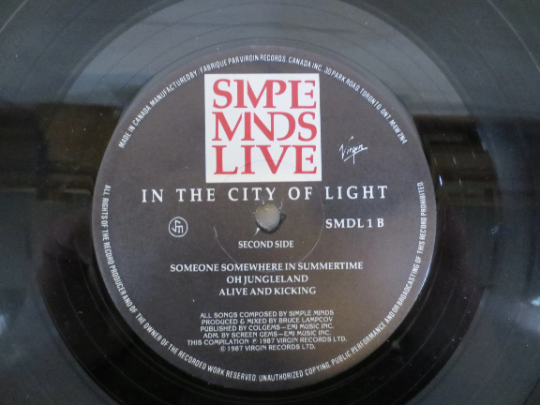 MADE IN CANADA. MANUFACTURED BY / FABRIQUE PAR VIRGIN RECORDS, CANADA INC. 30 PARK ROAD TORONTO, ONT. M4W 2N4
SIMPLE
MINDS
LIVE
Virgin
IN THE CITY OF LIGHT
SMDL 1 B
SECOND SIDE
SOMEONE SOMEWHERE IN SUMMERTIME
OH JUNGLELAND
ALIVE AND KICKING
ALL SONGS COMPOSED BY SIMPLE MINDS
PRODUCED & MIXED BY BRUCE LAMPCOV
PUBLISHED BY COLGEMS–EMI MUSIC INC.
ADM. BY SCREEN GEMS–EMI MUSIC INC.
THIS COMPILATION ℗ 1987 VIRGIN RECORDS LTD.
© 1987 VIRGIN RECORDS LTD.
ALL RIGHTS OF THE RECORD PRODUCER AND OF THE OWNER OF THE RECORDED WORK RESERVED. UNAUTHORIZED COPYING, PUBLIC PERFORMANCE AND/OR BROADCASTING OF THIS RECORD PROHIBITED.